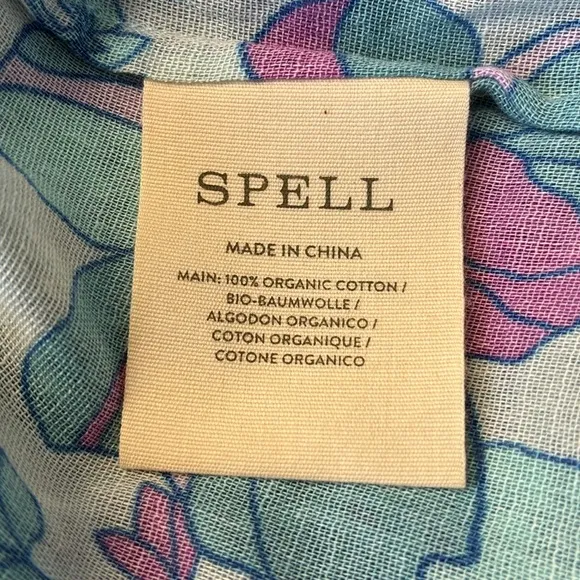 SPELL
MADE IN CHINA
MAIN: 100% ORGANIC COTTON /
BIO-BAUMWOLLE /
ALGODON ORGANICO /
COTON ORGANIQUE /
COTONE ORGANICO